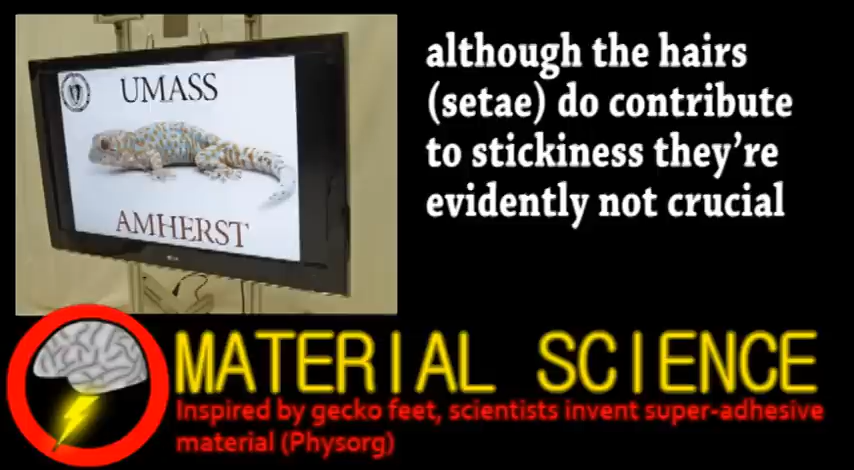 UMASS
AMHERST
although the hairs
(setae) do contribute
to stickiness they're
evidently not crucial
MATERIAL SCIENCE
Inspired by gecko feet, scientists invent super-adhesive
material (Physorg)